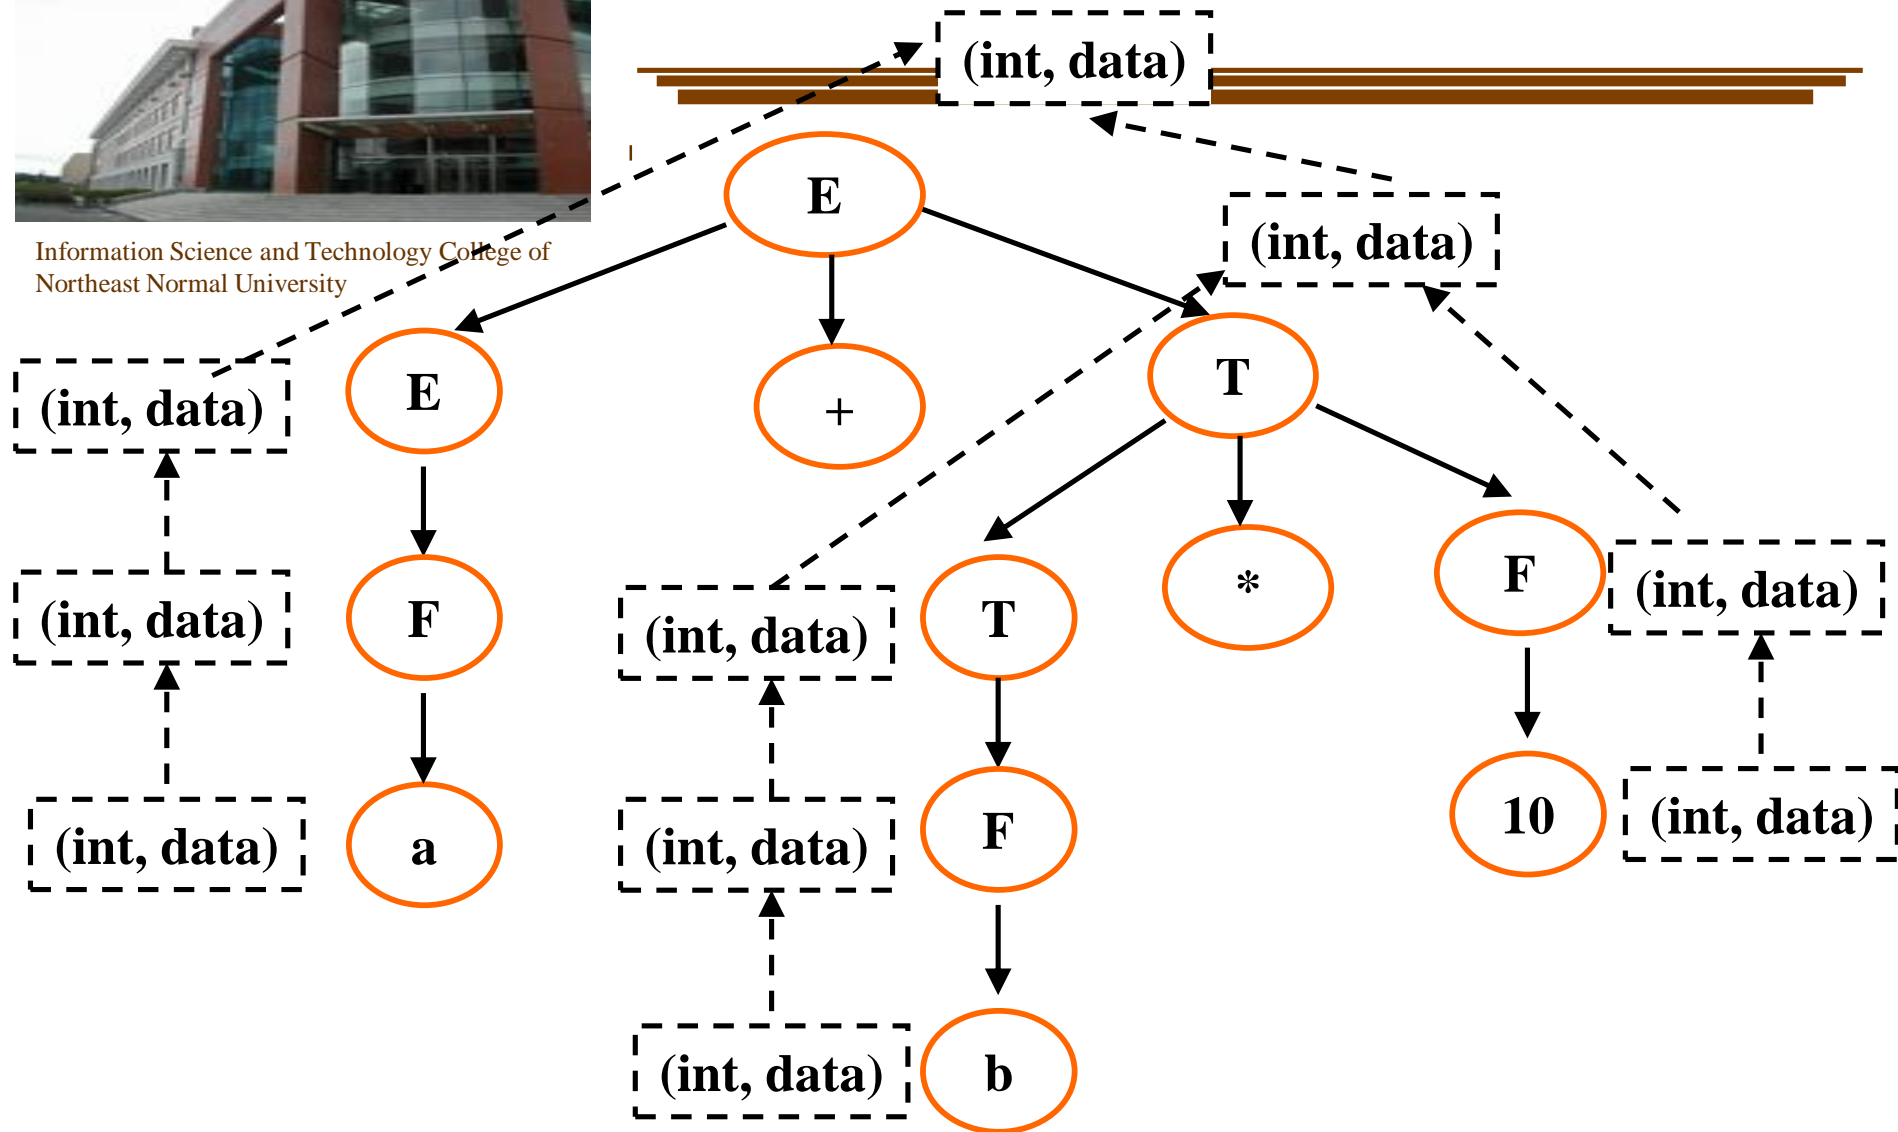 (int, data)
E
(int, data)
Information Science and Technology College of
Northeast Normal University
(int, data)
E
+
T
(int, data)
F
(int, data)
T
*
F
(int, data)
(int, data)
a
(int, data)
F
10
(int, data)
(int, data)
b